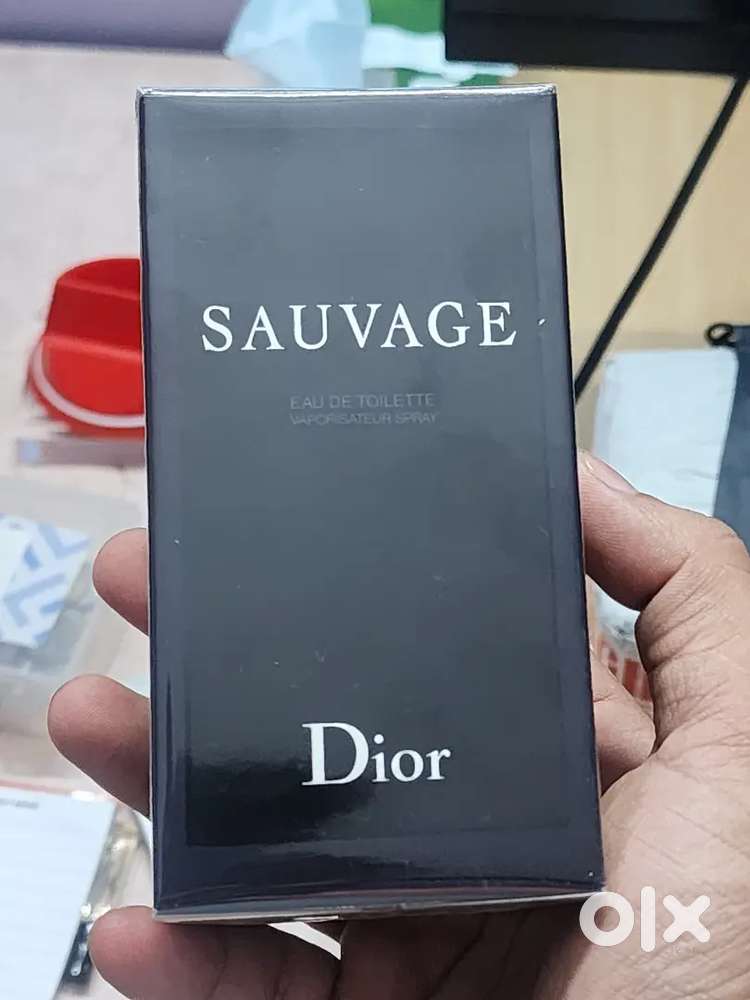 SAUVAGE
EAU DE TOILETTE
VAPORISATEUR SPRAY
Dior
olx